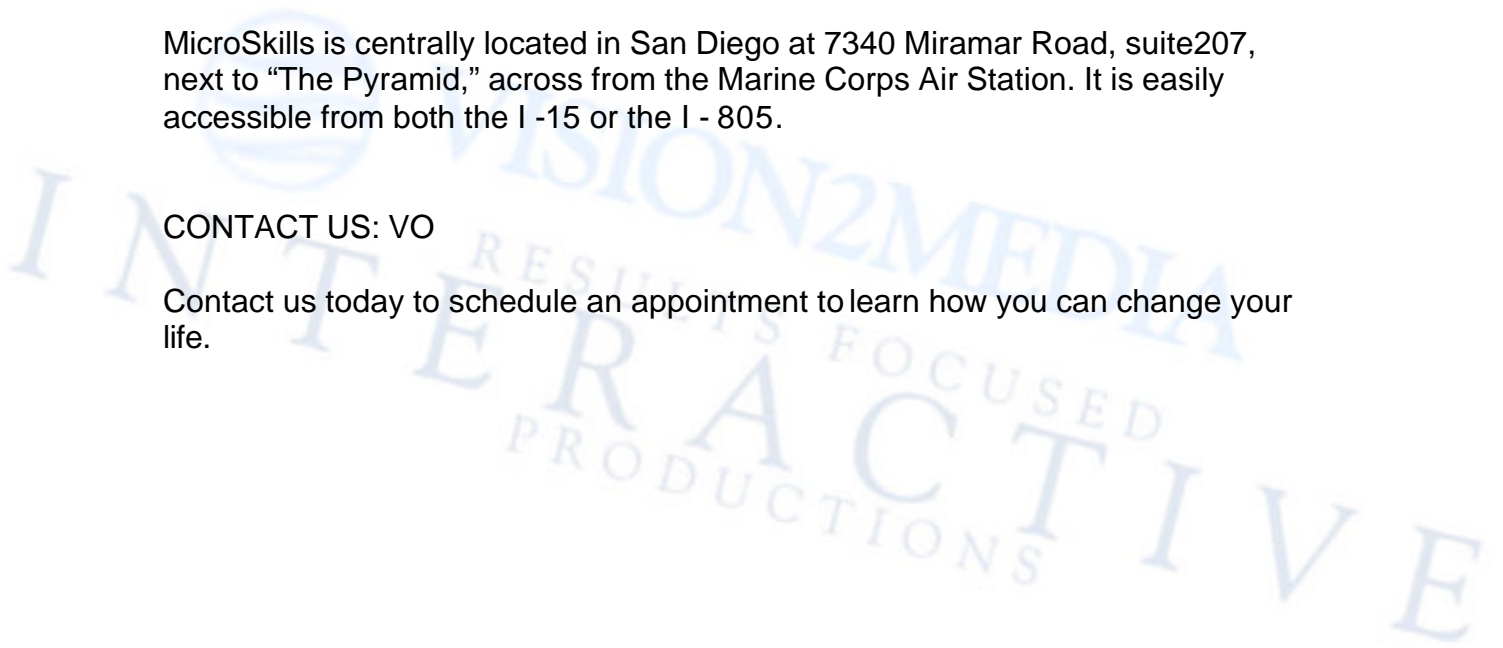 MicroSkills is centrally located in San Diego at 7340 Miramar Road, suite207,
next to “The Pyramid,” across from the Marine Corps Air Station. It is easily
accessible from both the I -15 or the I - 805.
VISION2MEDIA
CONTACT US: VO
RESULTS FOCUSED
INTERACTIVE
Contact us today to schedule an appointment to learn how you can change your
life.
PRODUCTIONS